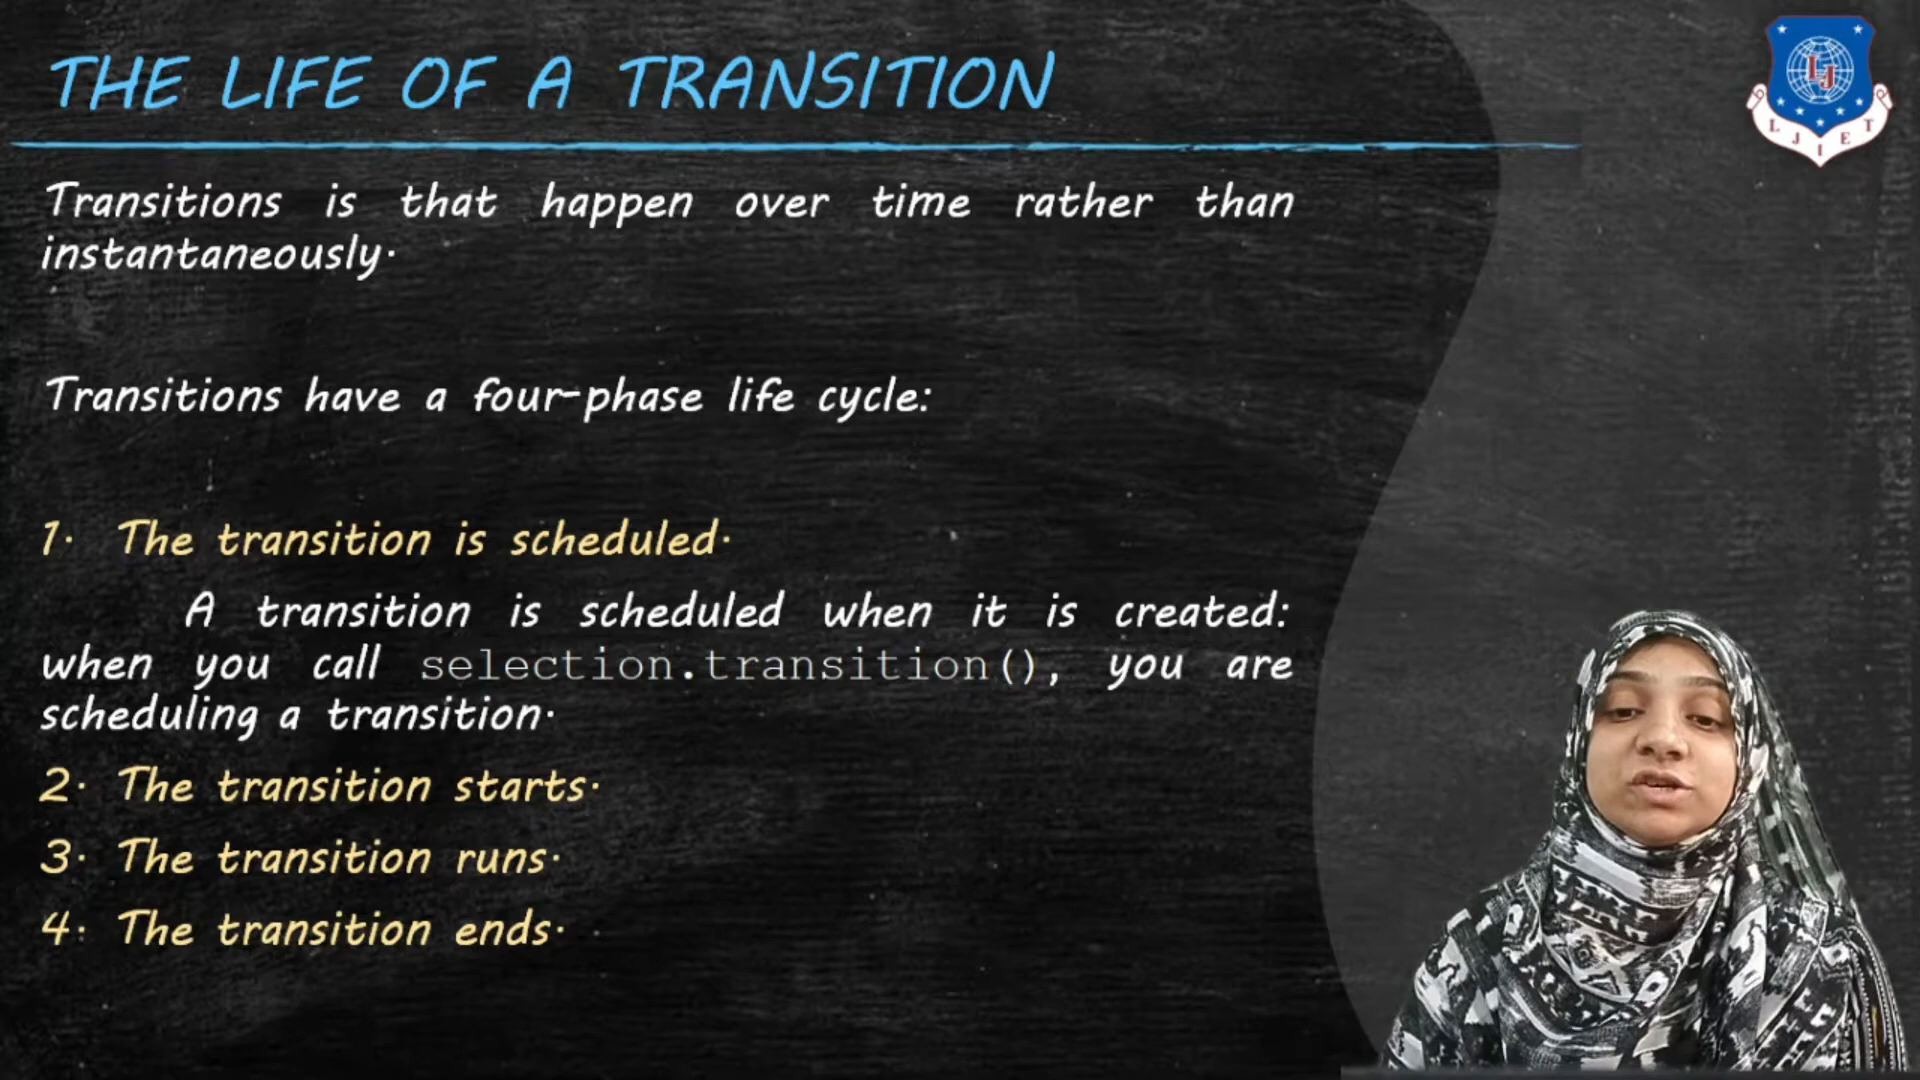 THE LIFE OF A TRANSITION
LJ
LJIET
Transitions is that happen over time rather than
instantaneously.
Transitions have a four-phase life cycle:
1. The transition is scheduled.
A transition is scheduled when it is created:
when you call selection.transition(), you are
scheduling a transition.
2. The transition starts.
3. The transition runs.
4. The transition ends.